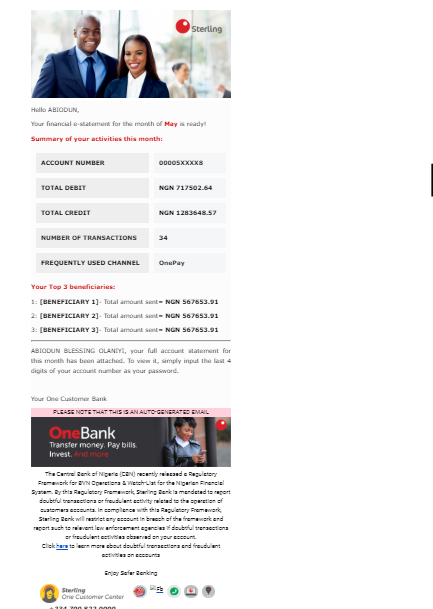 Sterling
Hello ABIODUN,
Your financial e-statement for the month of May is ready!
Summary of your activities this month:
ACCOUNT NUMBER 00005XXXX8
TOTAL DEBIT NGN 717502.64
TOTAL CREDIT NGN 1283648.57
NUMBER OF TRANSACTIONS 34
FREQUENTLY USED CHANNEL OnePay
Your Top 3 beneficiaries:
1: [BENEFICIARY 1]- Total amount sent= NGN 567653.91
2: [BENEFICIARY 2]- Total amount sent= NGN 567653.91
3: [BENEFICIARY 3]- Total amount sent= NGN 567653.91
ABIODUN BLESSING OLANIYI, your full account statement for
this month has been attached. To view it, simply input the last 4
digits of your account number as your password.
Your One Customer Bank
PLEASE NOTE THAT THIS IS AN AUTO-GENERATED EMAIL
OneBank
Transfer money. Pay bills.
Invest. And more
The Central Bank of Nigeria (CBN) recently released a Regulatory
Framework for BVN Operations & Watch-List for the Nigerian Financial
System. By this Regulatory Framework, Sterling Bank is mandated to report
doubtful transactions or fraudulent activity related to the operation of
customers accounts. In compliance with this Regulatory Framework,
Sterling Bank will restrict any account in breach of the framework and
report such to relevant law enforcement agencies if doubtful transactions
or fraudulent activities observed on your account.
Click here to learn more about doubtful transactions and fraudulent
activities on accounts
Enjoy Safer Banking
Sterling
One Customer Center
Fb
+234 700 822 0000